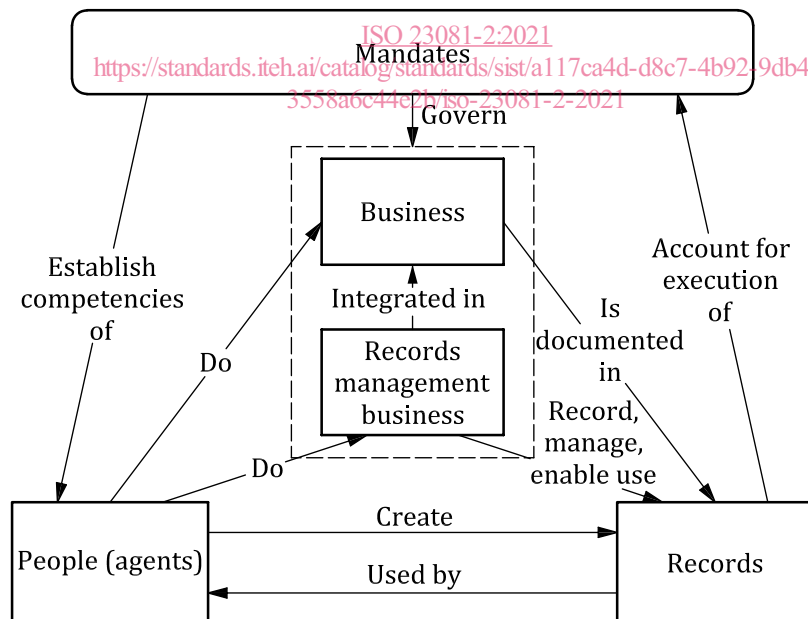 ISO 23081-2:2021
Mandates
https://standards.iteh.ai/catalog/standards/sist/a117ca4d-d8c7-4b92-9db4
3558a6c44e2b/iso-23081-2-2021
Govern
Business
Establish
competencies
of
Account for
execution
of
Integrated in
Is
documented
in
Do
Records
management
business
Record,
manage,
enable use
Do
People (agents)
Create
Used by
Records